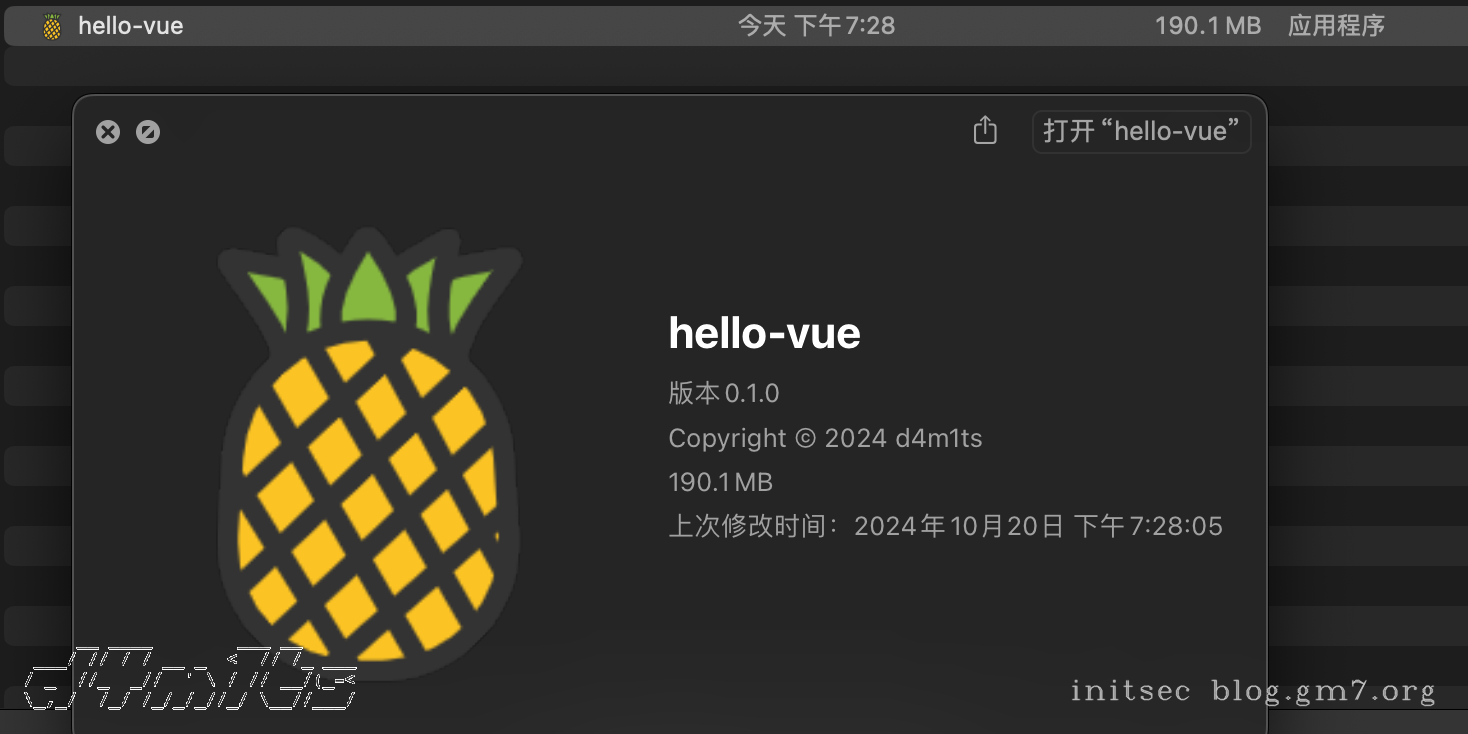 hello-vue 今天 下午7:28 190.1 MB 应用程序
打开“hello-vue”
hello-vue
版本 0.1.0
Copyright © 2024 d4m1ts
190.1 MB
上次修改时间：2024年10月20日 下午7:28:05
d4m1ts
initsec blog.gm7.org